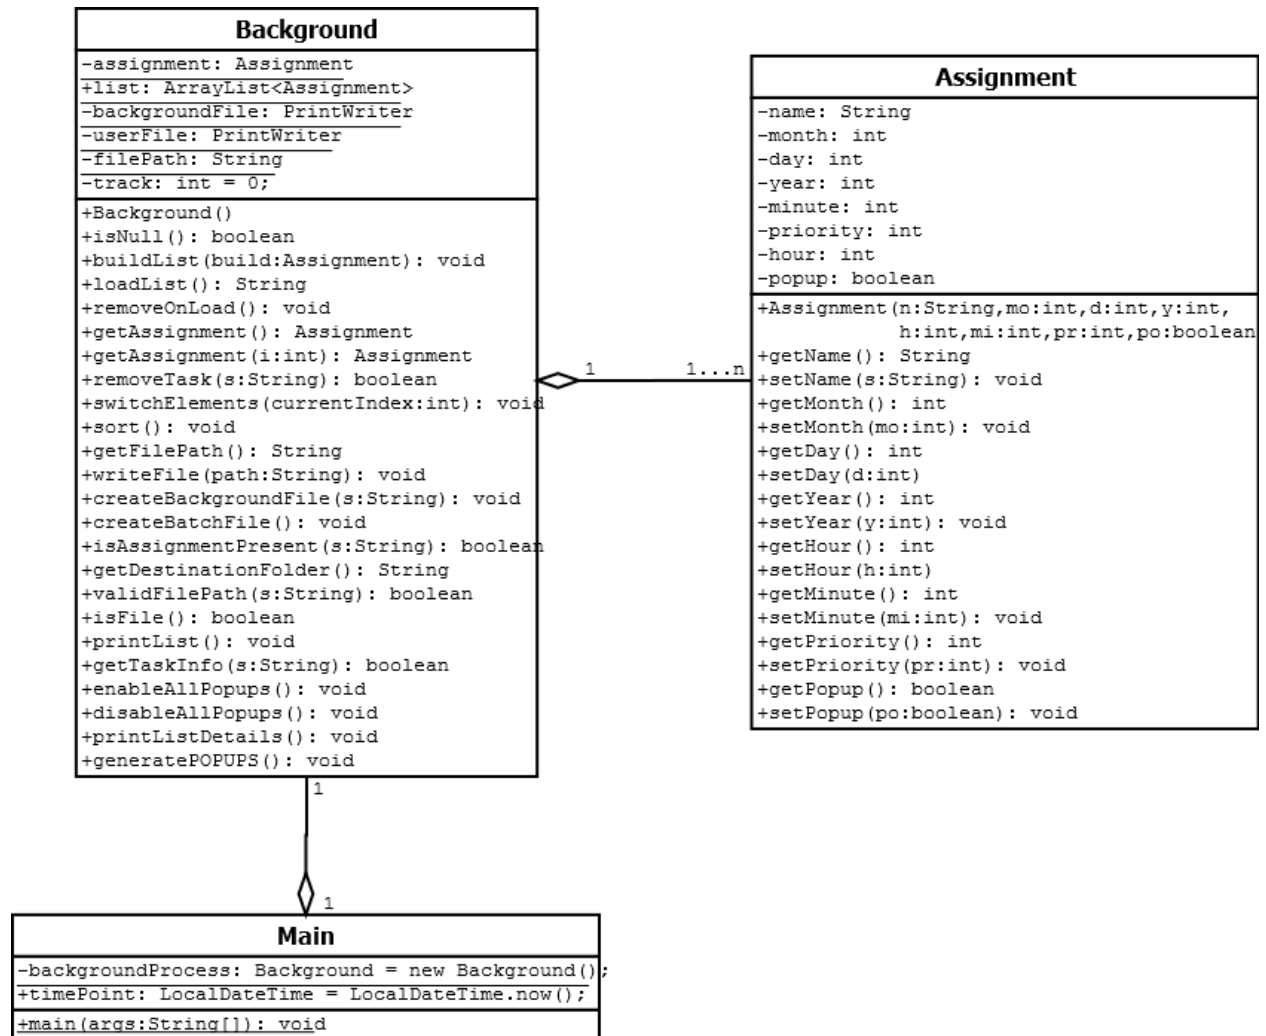 Background
-assignment: Assignment
+list: ArrayList<Assignment>
-backgroundFile: PrintWriter
-userFile: PrintWriter
-filePath: String
-track: int = 0;
+Background()
+isNull(): boolean
+buildList(build:Assignment): void
+loadList(): String
+removeOnLoad(): void
+getAssignment(): Assignment
+getAssignment(i:int): Assignment
+removeTask(s:String): boolean
+switchElements(currentIndex:int): void
+sort(): void
+getFilePath(): String
+writeFile(path:String): void
+createBackgroundFile(s:String): void
+createBatchFile(): void
+isAssignmentPresent(s:String): boolean
+getDestinationFolder(): String
+validFilePath(s:String): boolean
+isFile(): boolean
+printList(): void
+getTaskInfo(s:String): boolean
+enableAllPopups(): void
+disableAllPopups(): void
+printListDetails(): void
+generatePOPUPS(): void
1
1...n
Assignment
-name: String
-month: int
-day: int
-year: int
-minute: int
-priority: int
-hour: int
-popup: boolean
+Assignment(n:String,mo:int,d:int,y:int,
h:int,mi:int,pr:int,po:boolean
+getName(): String
+setName(s:String): void
+getMonth(): int
+setMonth(mo:int): void
+getDay(): int
+setDay(d:int)
+getYear(): int
+setYear(y:int): void
+getHour(): int
+setHour(h:int)
+getMinute(): int
+setMinute(mi:int): void
+getPriority(): int
+setPriority(pr:int): void
+getPopup(): boolean
+setPopup(po:boolean): void
1
1
Main
-backgroundProcess: Background = new Background();
+timePoint: LocalDateTime = LocalDateTime.now();
+main(args:String[]): void